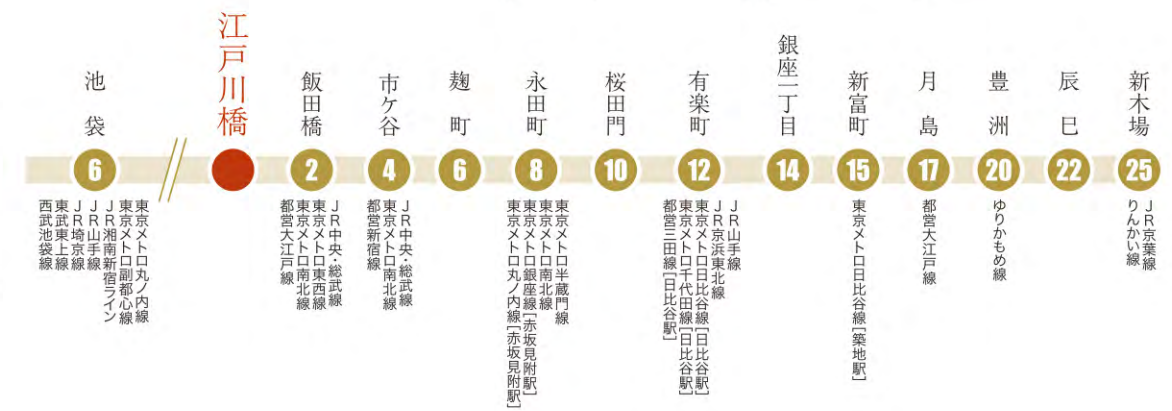 池袋
江戸川橋
飯田橋
市ケ谷
麹町
永田町
桜田門
有楽町
銀座一丁目
新富町
月島
豊洲
辰巳
新木場
6
2
4
6
8
10
12
14
15
17
20
22
25
東京メトロ丸ノ内線
東京メトロ副都心線
JR湘南新宿ライン
JR山手線
JR埼京線
東武東上線
西武池袋線
JR中央・総武線
東京メトロ東西線
東京メトロ南北線
都営大江戸線
JR中央・総武線
東京メトロ南北線
都営新宿線
東京メトロ半蔵門線
東京メトロ南北線
東京メトロ銀座線[赤坂見附駅]
東京メトロ丸ノ内線[赤坂見附駅]
JR山手線
JR京浜東北線
東京メトロ日比谷線[日比谷駅]
東京メトロ千代田線[日比谷駅]
都営三田線[日比谷駅]
東京メトロ日比谷線[築地駅]
都営大江戸線
ゆりかもめ線
JR京葉線
りんかい線